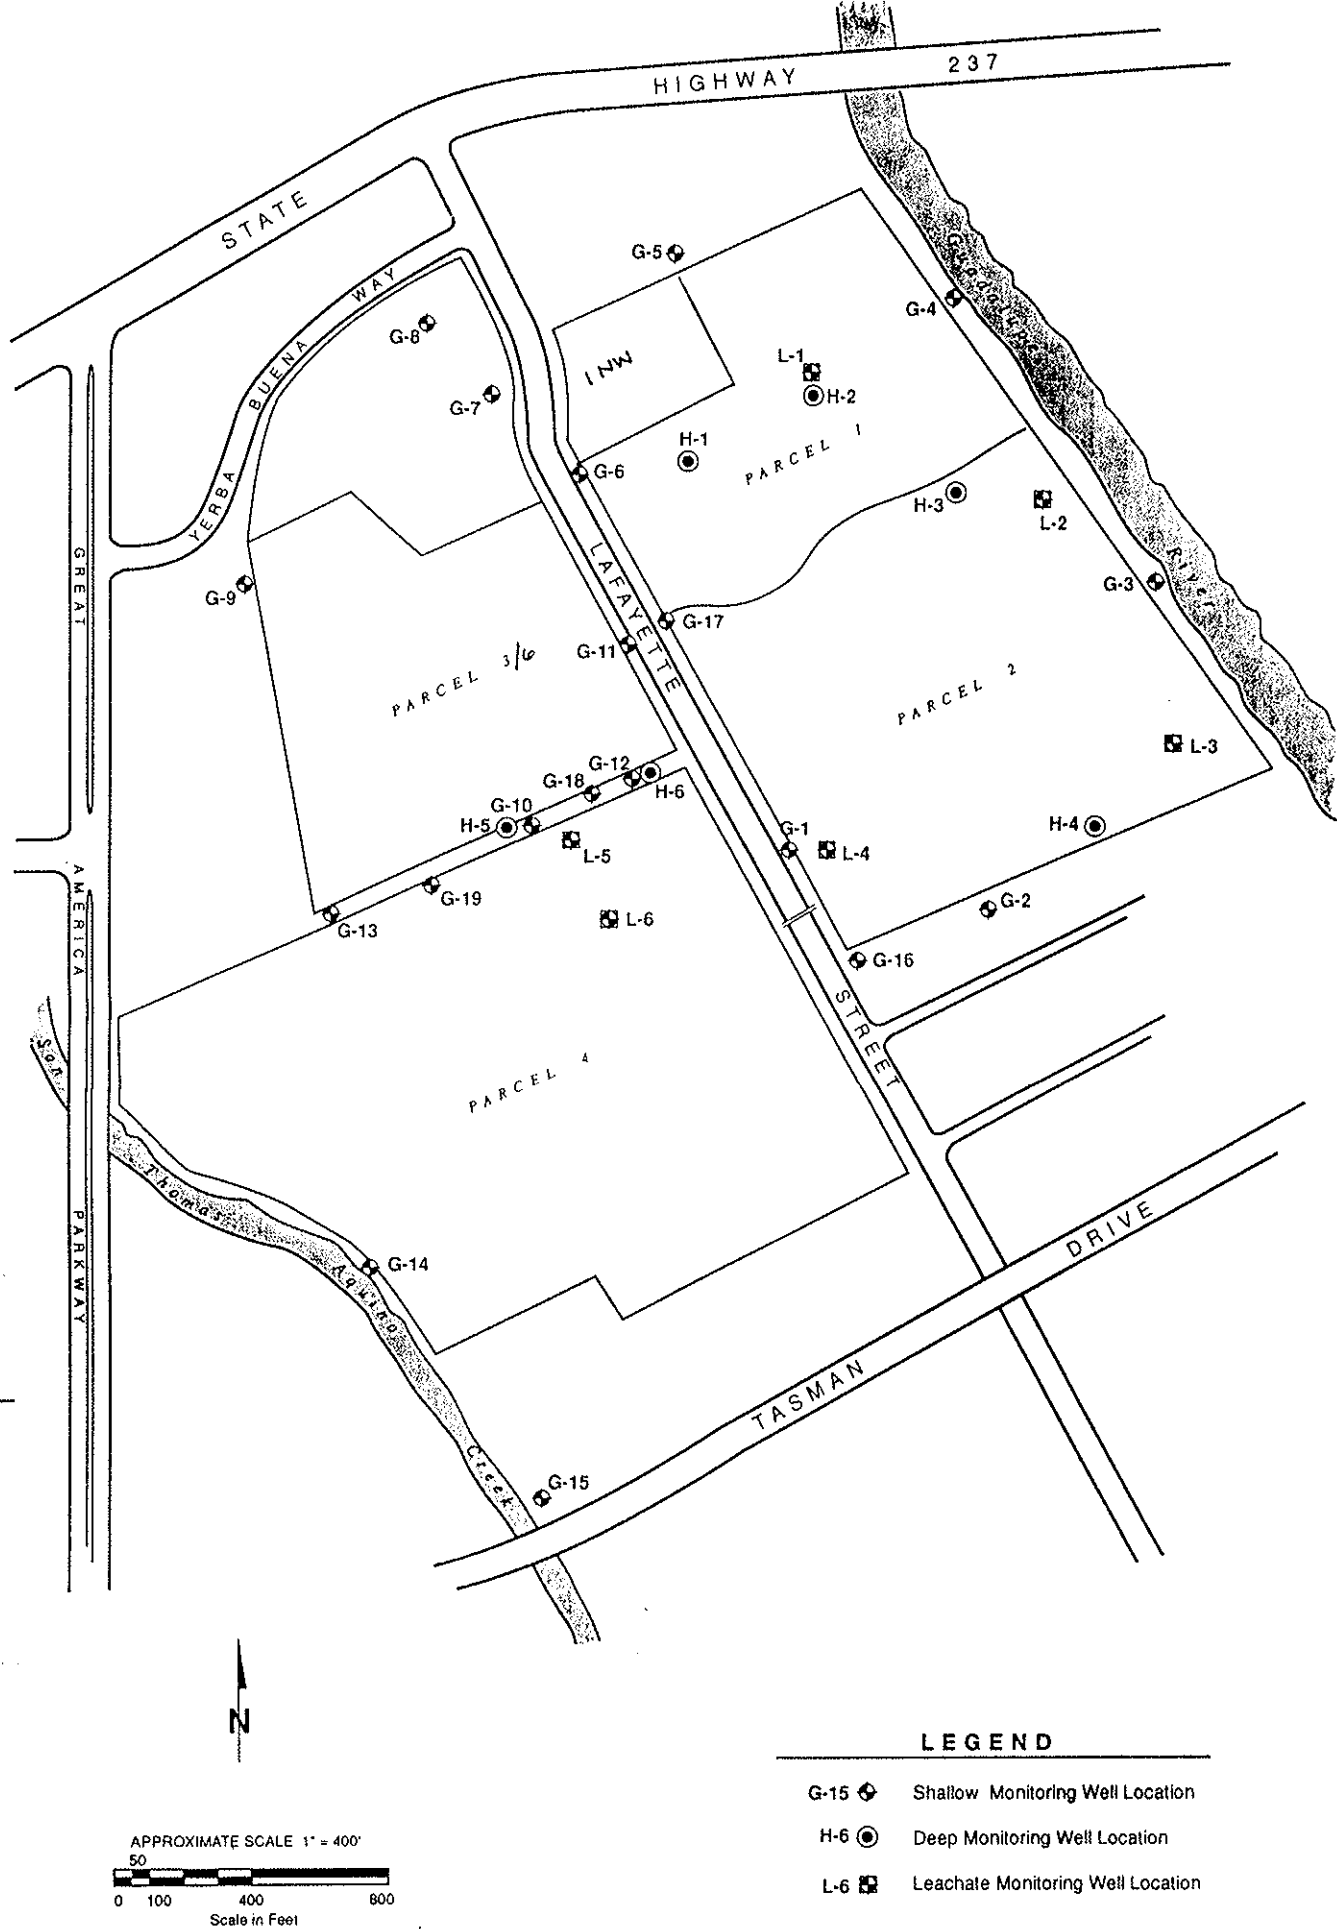 HIGHWAY 237
STATE
G-5
WAY
G-4
Guadalupe
G-8
1 NW
L-1
BUENA
G-7
H-2
H-1
PARCEL 1
G-6
YERBA
H-3
L-2
GREAT
LAFAYETTE
River
G-9
G-3
G-17
G-11
PARCEL 3/6
PARCEL 2
L-3
G-12
G-18
H-6
G-10
H-5
G-1
H-4
L-5
L-4
AMERICA
G-19
G-2
L-6
G-13
G-16
STREET
San
PARCEL 4
Thomas
PARKWAY
DRIVE
G-14
Aquino
TASMAN
Creek
G-15
N
LEGEND
G-15 Shallow Monitoring Well Location
H-6 Deep Monitoring Well Location
L-6 Leachate Monitoring Well Location
APPROXIMATE SCALE 1" = 400'
50
0 100 400 800
Scale in Feet